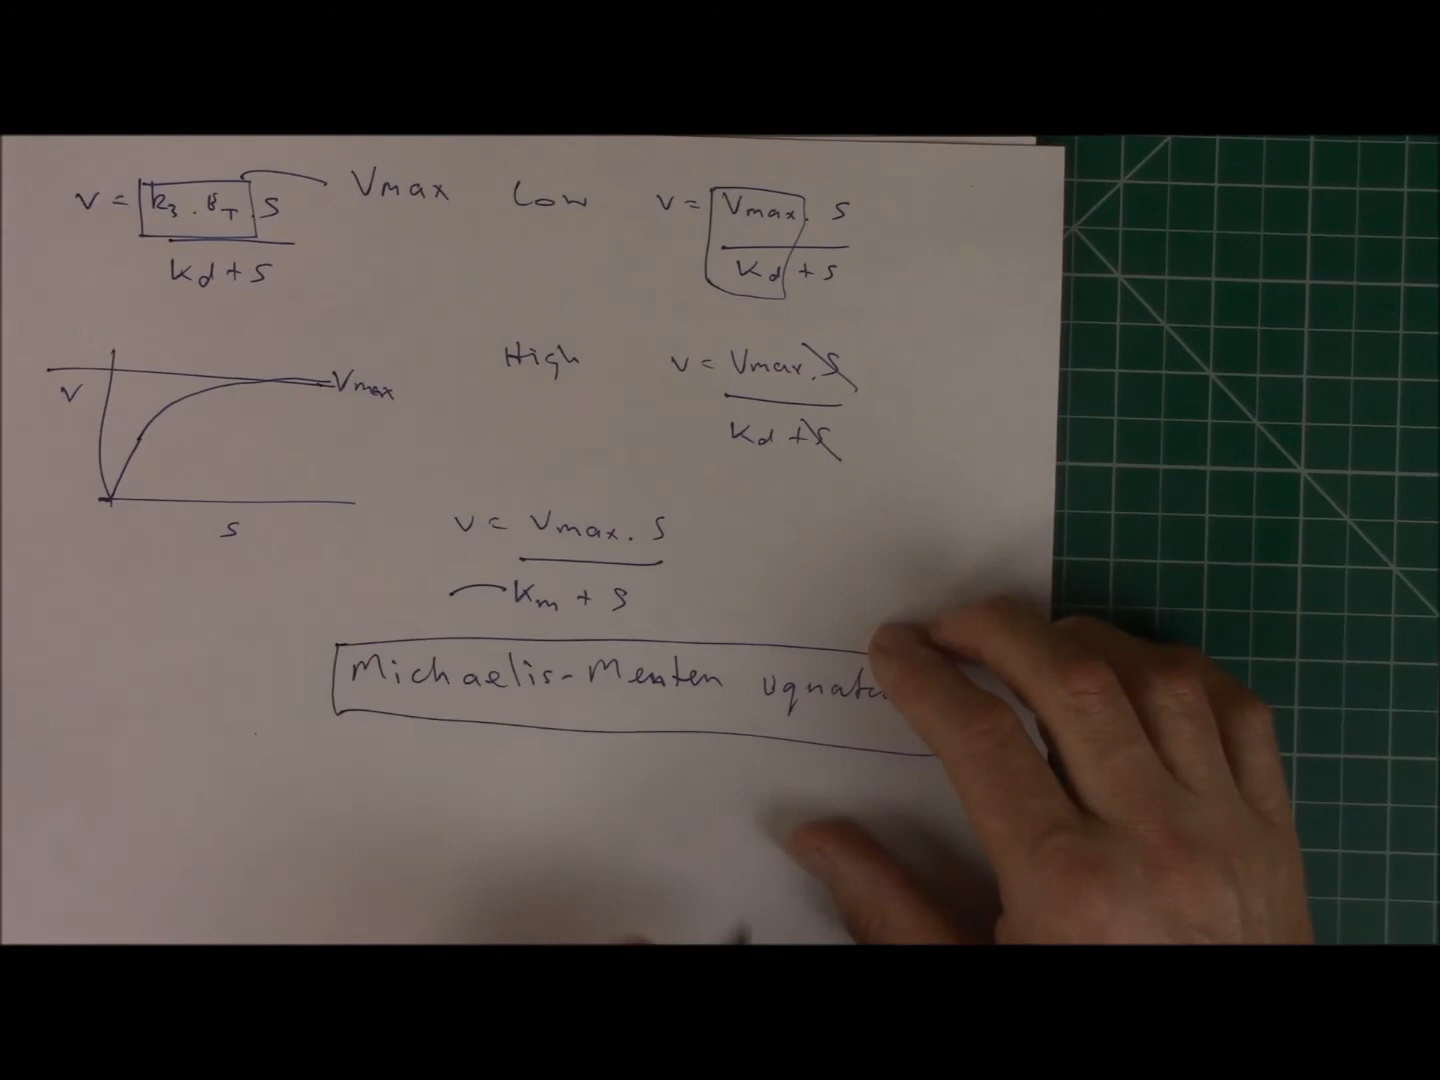 v = k3 . ET . S Vmax Low v = Vmax . S
kd + S kd + S
High v = Vmax . S
v Vmax kd + S
S
v = Vmax . S
km + S
Michaelis-Menten